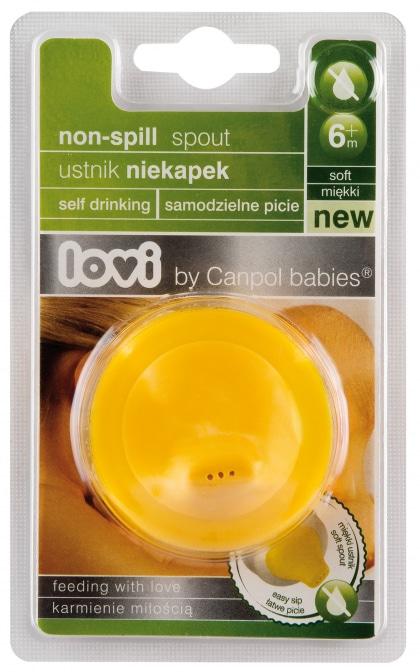 non-spill spout
ustnik niekapek
self drinking samodzielne picie
6+
m
soft
miękki
new
lovi by Canpol babies®
miękki ustnik
soft spout
easy sip
łatwe picie
feeding with love
karmienie miłością